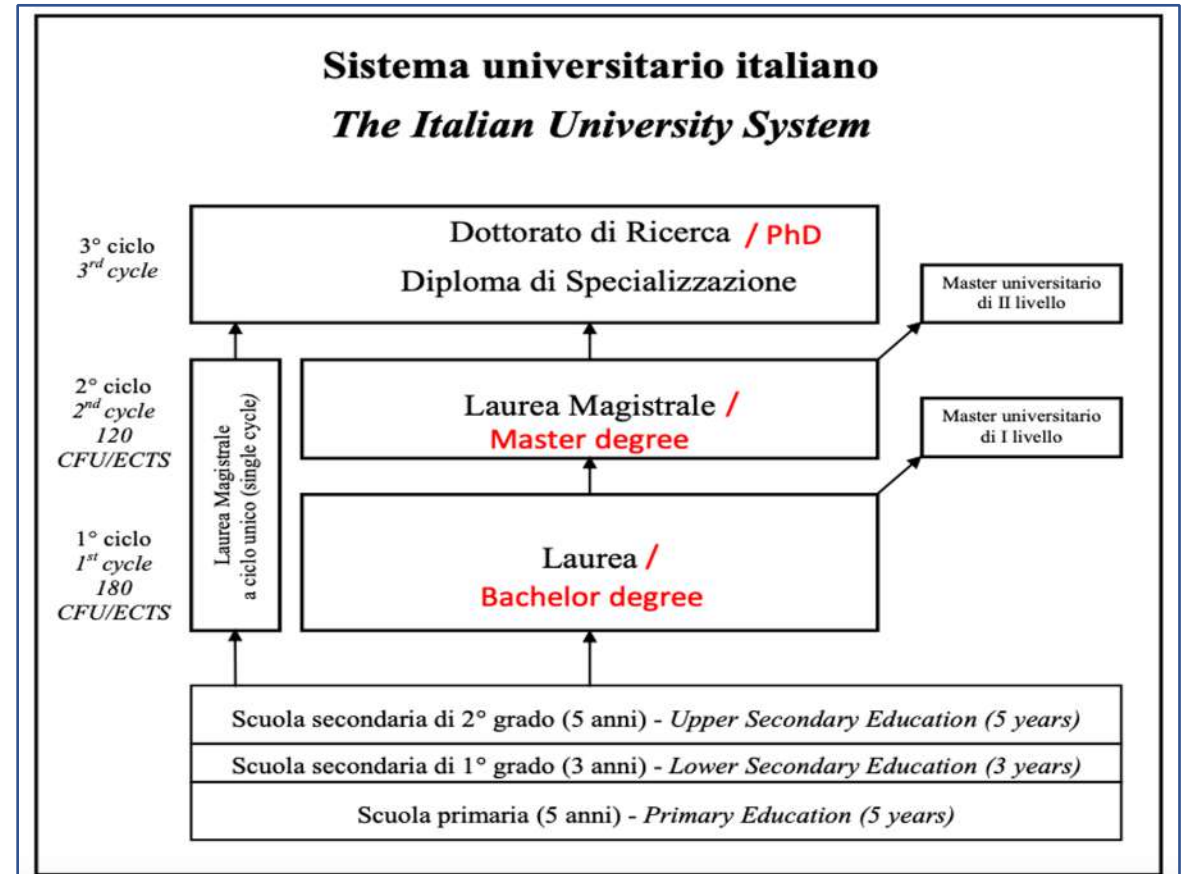 Sistema universitario italiano
The Italian University System
3° ciclo
3rd cycle
Dottorato di Ricerca / PhD
Diploma di Specializzazione
Master universitario
di II livello
2° ciclo
2nd cycle
120
CFU/ECTS
Laurea Magistrale
a ciclo unico (single cycle)
Laurea Magistrale /
Master degree
Master universitario
di I livello
1° ciclo
1st cycle
180
CFU/ECTS
Laurea /
Bachelor degree
Scuola secondaria di 2° grado (5 anni) - Upper Secondary Education (5 years)
Scuola secondaria di 1° grado (3 anni) - Lower Secondary Education (3 years)
Scuola primaria (5 anni) - Primary Education (5 years)